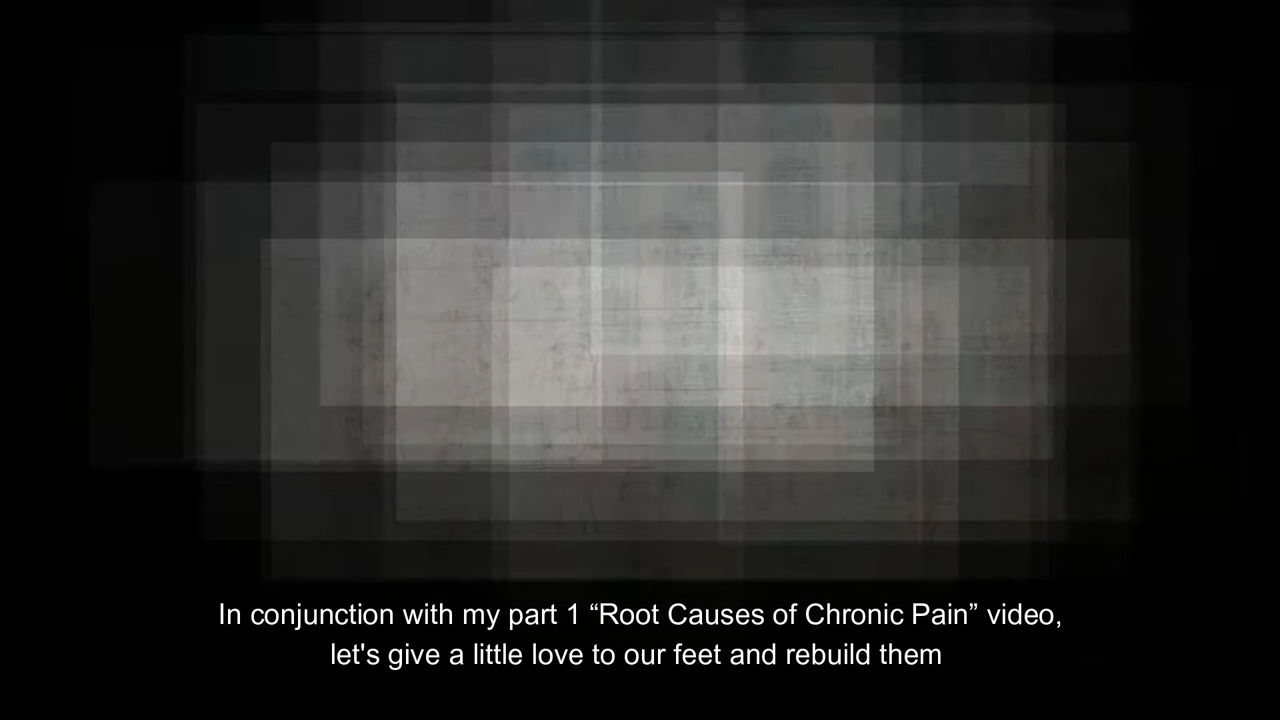 In conjunction with my part 1 “Root Causes of Chronic Pain” video,
let's give a little love to our feet and rebuild them